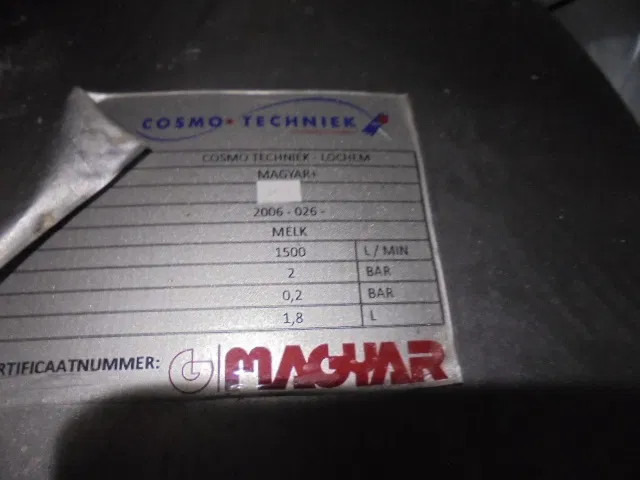 COSMO★TECHNIEK
COSMO TECHNIEK - LOCHEM
MAGYAR+
2006 - 026 -
MELK
1500 L / MIN
2 BAR
0,2 BAR
1,8 L
RTIFICAATNUMMER: MAGYAR